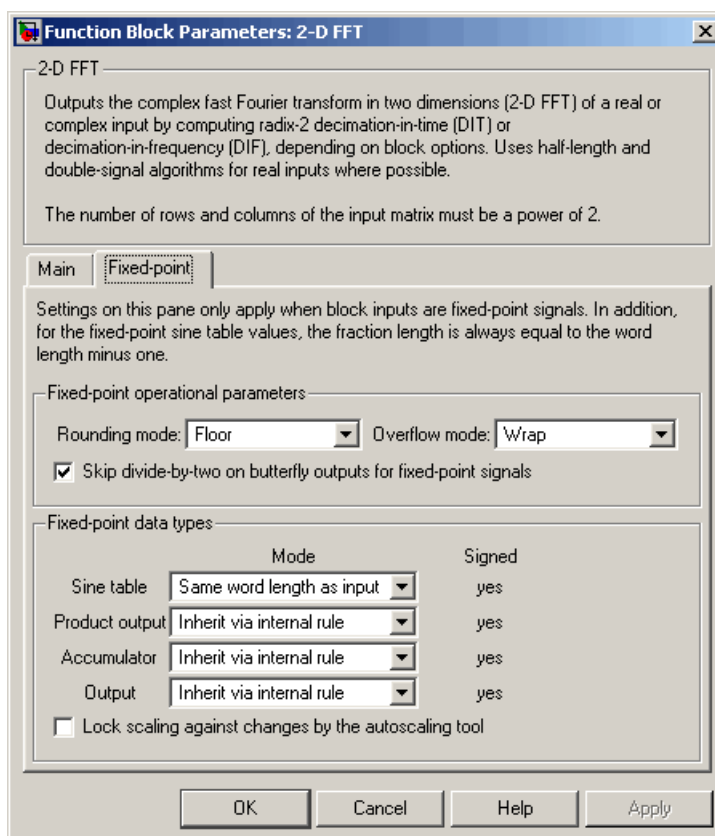 Function Block Parameters: 2-D FFT
2-D FFT
Outputs the complex fast Fourier transform in two dimensions (2-D FFT) of a real or
complex input by computing radix-2 decimation-in-time (DIT) or
decimation-in-frequency (DIF), depending on block options. Uses half-length and
double-signal algorithms for real inputs where possible.
The number of rows and columns of the input matrix must be a power of 2.
Main Fixed-point
Settings on this pane only apply when block inputs are fixed-point signals. In addition,
for the fixed-point sine table values, the fraction length is always equal to the word
length minus one.
Fixed-point operational parameters
Rounding mode: Floor Overflow mode: Wrap
Skip divide-by-two on butterfly outputs for fixed-point signals
Fixed-point data types
Mode Signed
Sine table Same word length as input yes
Product output Inherit via internal rule yes
Accumulator Inherit via internal rule yes
Output Inherit via internal rule yes
Lock scaling against changes by the autoscaling tool
OK Cancel Help Apply